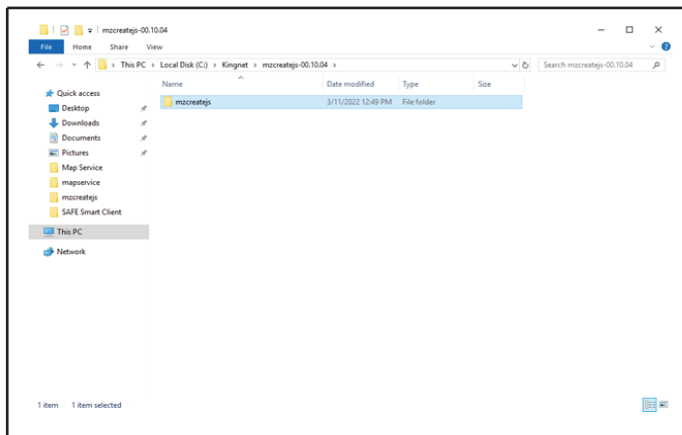 mzcreatejs-00.10.04
File Home Share View
This PC > Local Disk (C:) > Kingnet > mzcreatejs-00.10.04 >
Search mzcreatejs-00.10.04
Name Date modified Type Size
Quick access
mzcreatejs 3/11/2022 12:49 PM File folder
Desktop
Downloads
Documents
Pictures
Map Service
mapservice
mzcreatejs
SAFE Smart Client
This PC
Network
1 item 1 item selected